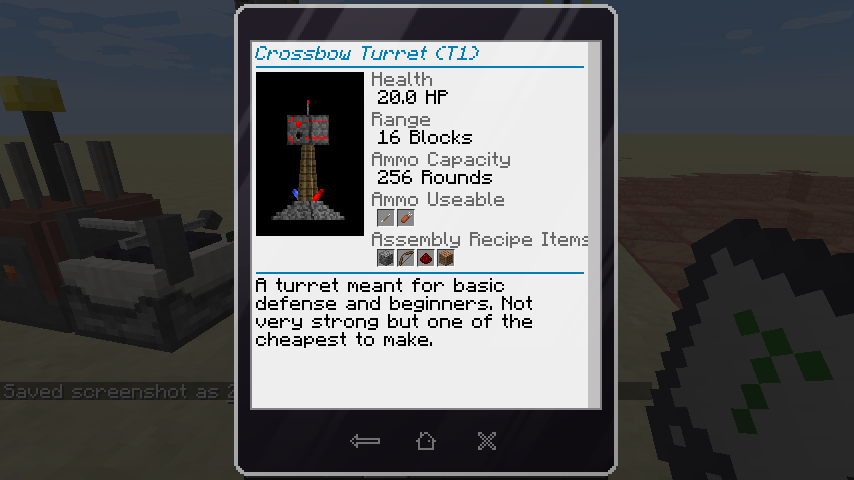 Crossbow Turret (T1)
Health
20.0 HP
Range
16 Blocks
Ammo Capacity
256 Rounds
Ammo Useable
Assembly Recipe Items
A turret meant for basic
defense and beginners. Not
very strong but one of the
cheapest to make.
Saved screenshot as